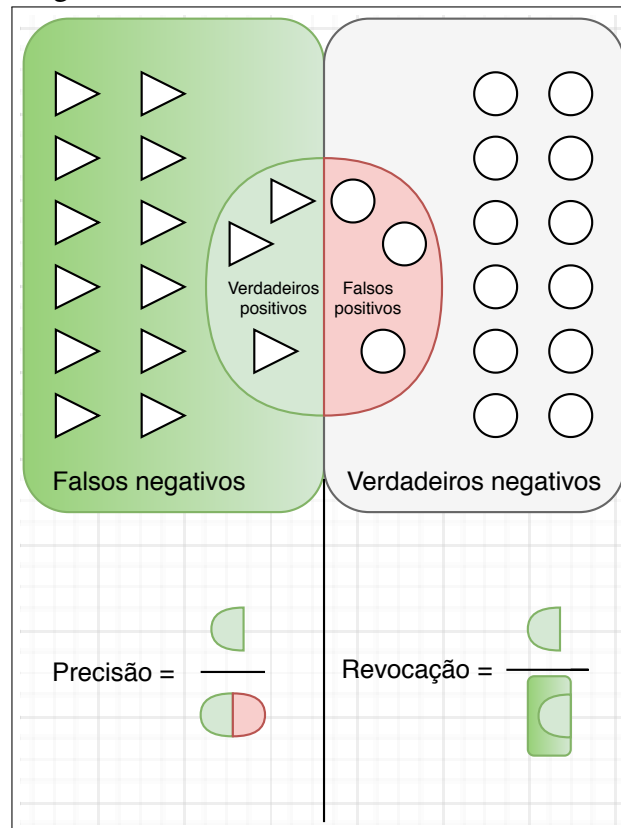 Verdadeiros
positivos
Falsos
positivos
Falsos negativos
Verdadeiros negativos
Precisão =
Revocação =